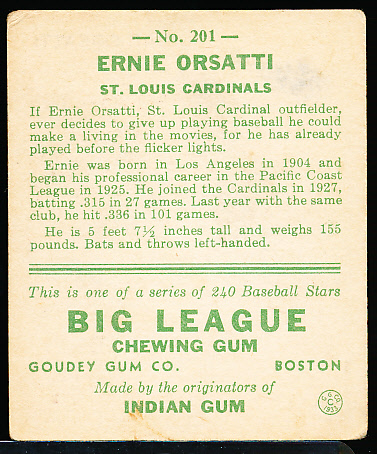 — No. 201 —
ERNIE ORSATTI
ST. LOUIS CARDINALS
If Ernie Orsatti, St. Louis Cardinal outfielder,
ever decides to give up playing baseball he could
make a living in the movies, for he has already
played before the flicker lights.
Ernie was born in Los Angeles in 1904 and
began his professional career in the Pacific Coast
League in 1925. He joined the Cardinals in 1927,
batting .315 in 27 games. Last year with the same
club, he hit .336 in 101 games.
He is 5 feet 7½ inches tall and weighs 155
pounds. Bats and throws left-handed.
This is one of a series of 240 Baseball Stars
BIG LEAGUE
CHEWING GUM
GOUDEY GUM CO. BOSTON
Made by the originators of
INDIAN GUM
G. G. CO.
C
1933